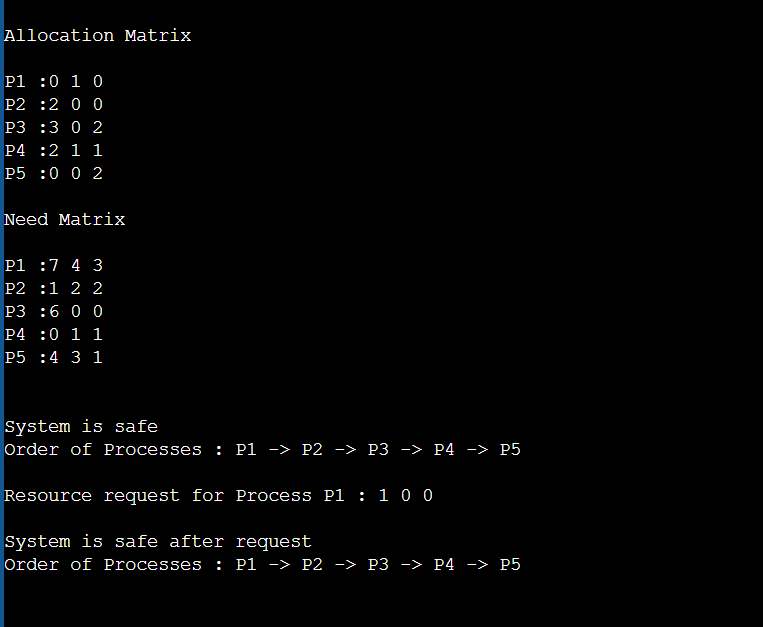 Allocation Matrix
P1 :0 1 0
P2 :2 0 0
P3 :3 0 2
P4 :2 1 1
P5 :0 0 2
Need Matrix
P1 :7 4 3
P2 :1 2 2
P3 :6 0 0
P4 :0 1 1
P5 :4 3 1
System is safe
Order of Processes : P1 -> P2 -> P3 -> P4 -> P5
Resource request for Process P1 : 1 0 0
System is safe after request
Order of Processes : P1 -> P2 -> P3 -> P4 -> P5